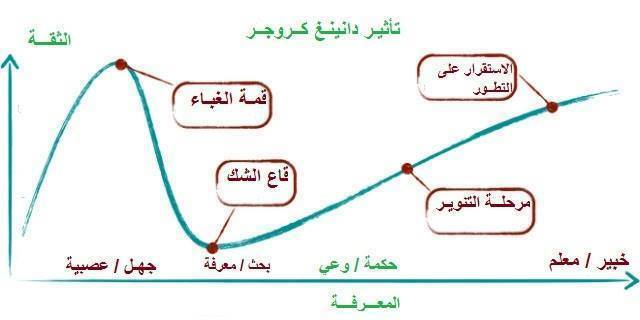 تأثير دانينغ كروجر
الثقة
قمة الغباء
الاستقرار على
التطور
قاع الشك
مرحلة التنوير
جهل / عصبية
بحث / معرفة
حكمة / وعي
خبير / معلم
المعرفة